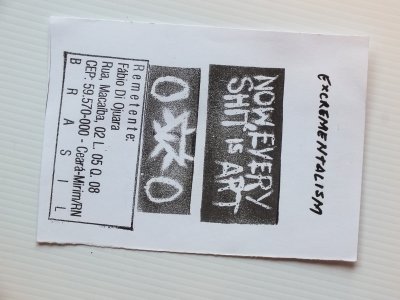 EXCREMENTALISM
NOW, EVERY
SHIT is ART
Remetente:
Fábio Di Ojuara
Rua, Macaíba, 02 L. 05 Q. 08
CEP. 59.570-000 - Ceará-Mirim/RN
B R A S I L